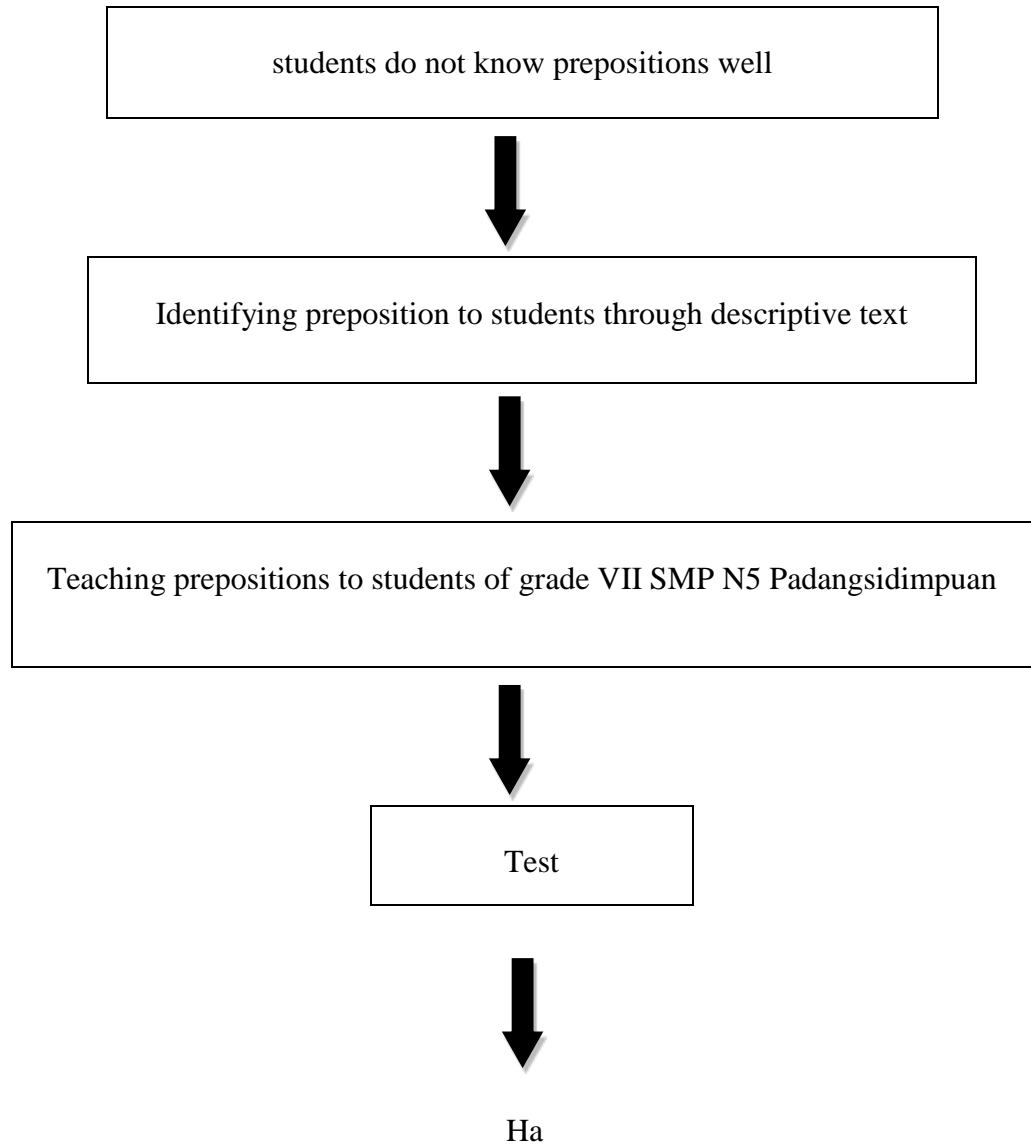 students do not know prepositions well
Identifying preposition to students through descriptive text
Teaching prepositions to students of grade VII SMP N5 Padangsidimpuan
Test
Ha